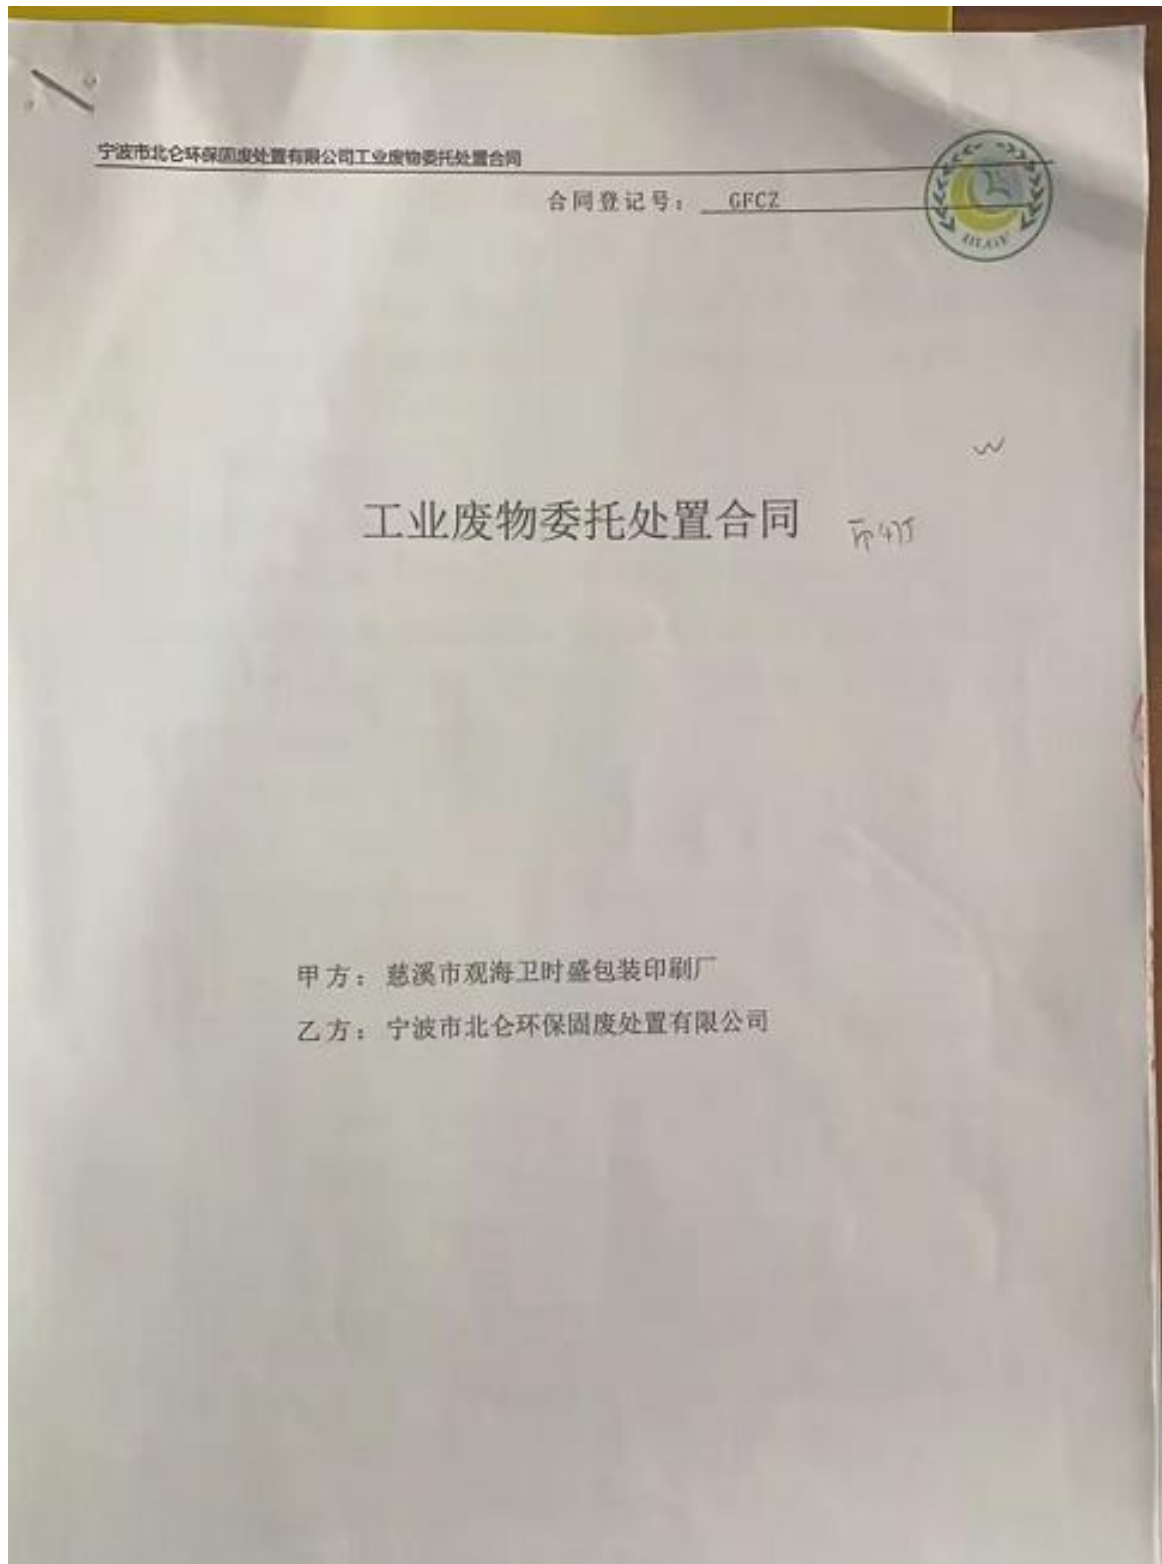 宁波市北仑环保固废处置有限公司工业废物委托处置合同
合同登记号： GFCZ
工业废物委托处置合同
甲方：慈溪市观海卫时盛包装印刷厂
乙方：宁波市北仑环保固废处置有限公司